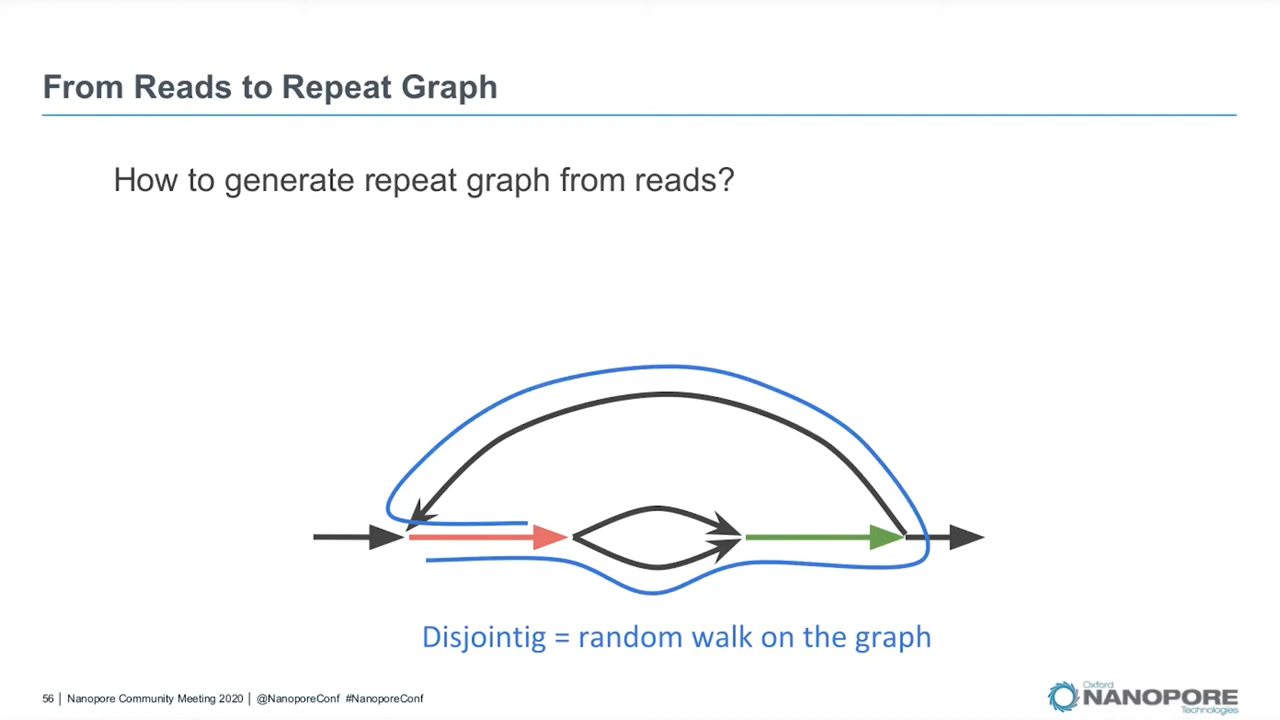 From Reads to Repeat Graph
How to generate repeat graph from reads?
Disjointig = random walk on the graph
56 | Nanopore Community Meeting 2020 | @NanoporeConf #NanoporeConf
Oxford
NANOPORE
Technologies